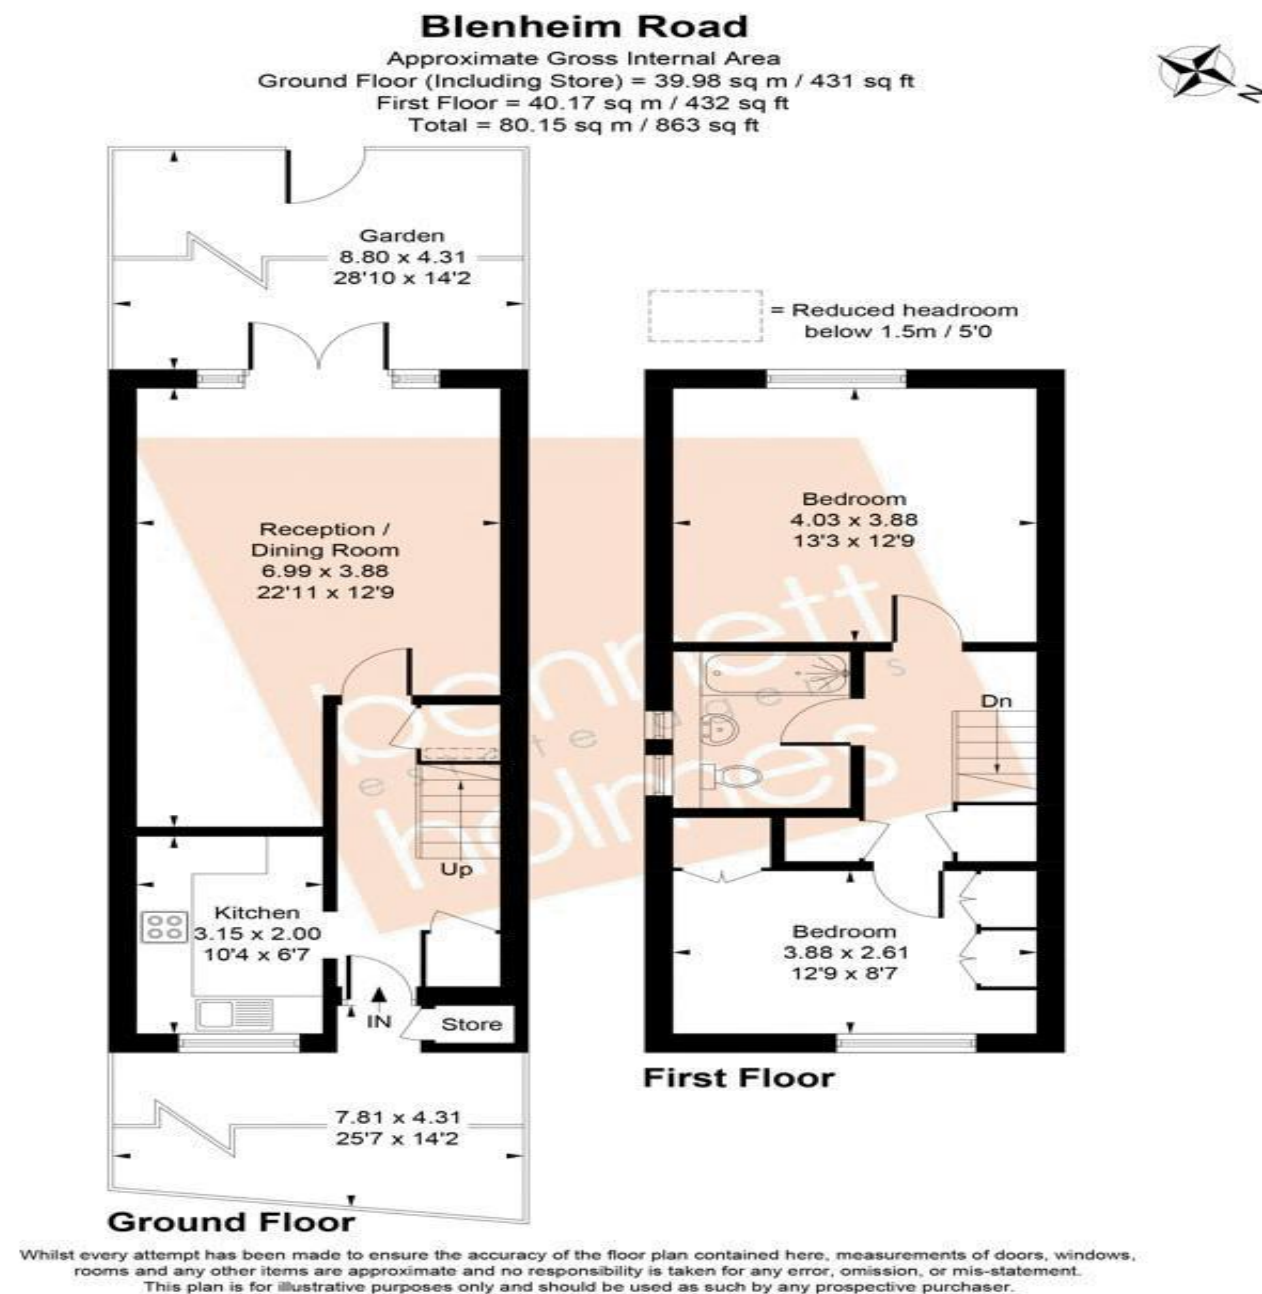 Blenheim Road
Approximate Gross Internal Area
Ground Floor (Including Store) = 39.98 sq m / 431 sq ft
First Floor = 40.17 sq m / 432 sq ft
Total = 80.15 sq m / 863 sq ft
N
Garden
8.80 x 4.31
28'10 x 14'2
= Reduced headroom
below 1.5m / 5'0
Reception /
Dining Room
6.99 x 3.88
22'11 x 12'9
Bedroom
4.03 x 3.88
13'3 x 12'9
bennett
estate agents
holmes
Dn
Up
Kitchen
3.15 x 2.00
10'4 x 6'7
Bedroom
3.88 x 2.61
12'9 x 8'7
IN
Store
First Floor
7.81 x 4.31
25'7 x 14'2
Ground Floor
Whilst every attempt has been made to ensure the accuracy of the floor plan contained here, measurements of doors, windows,
rooms and any other items are approximate and no responsibility is taken for any error, omission, or mis-statement.
This plan is for illustrative purposes only and should be used as such by any prospective purchaser.